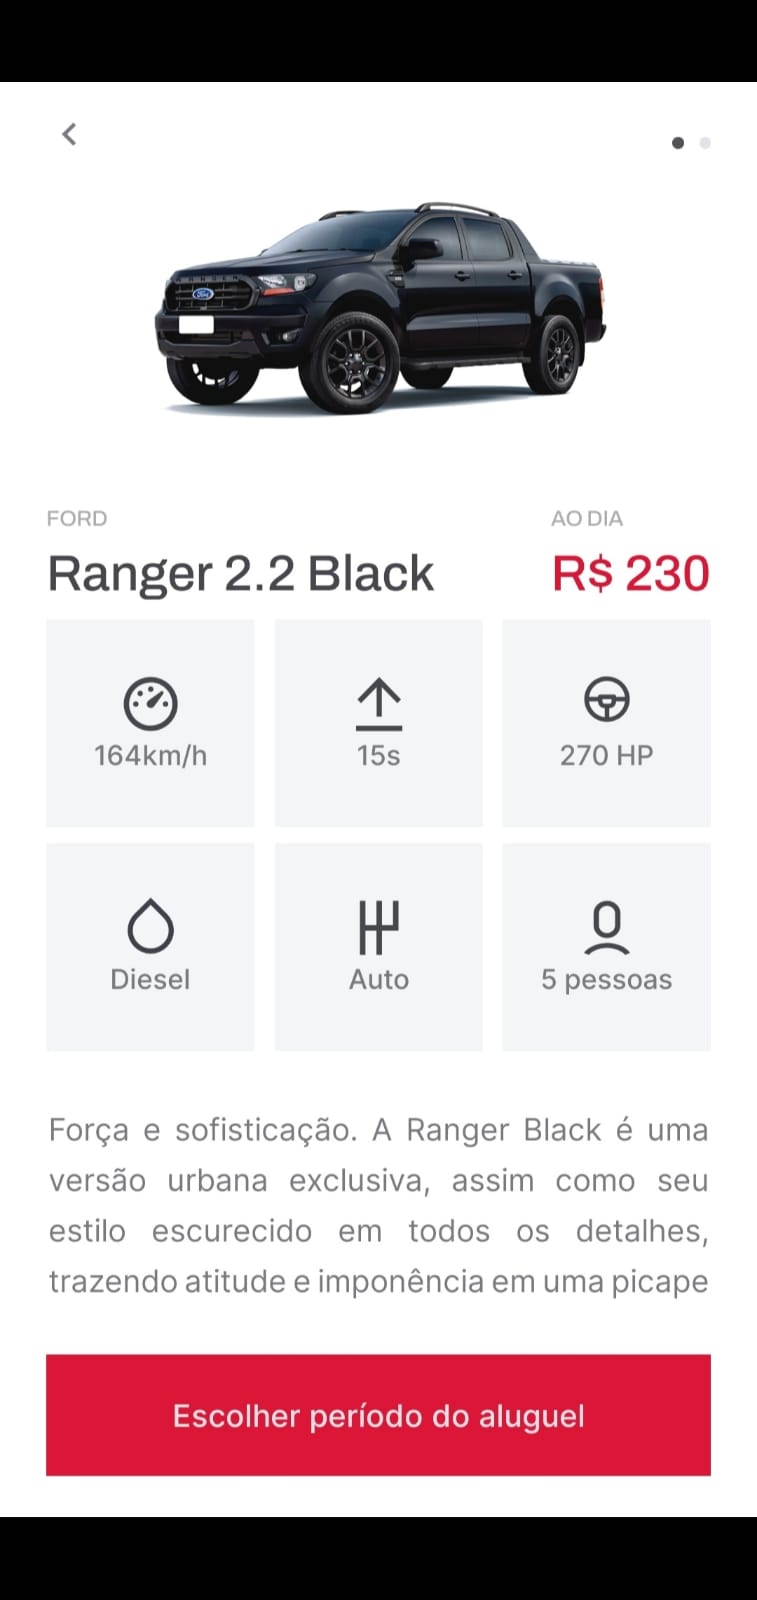 RANGER
Ford
FORD
AO DIA
Ranger 2.2 Black
R$ 230
164km/h
15s
270 HP
Diesel
Auto
5 pessoas
Força e sofisticação. A Ranger Black é uma
versão urbana exclusiva, assim como seu
estilo escurecido em todos os detalhes,
trazendo atitude e imponência em uma picape
Escolher período do aluguel